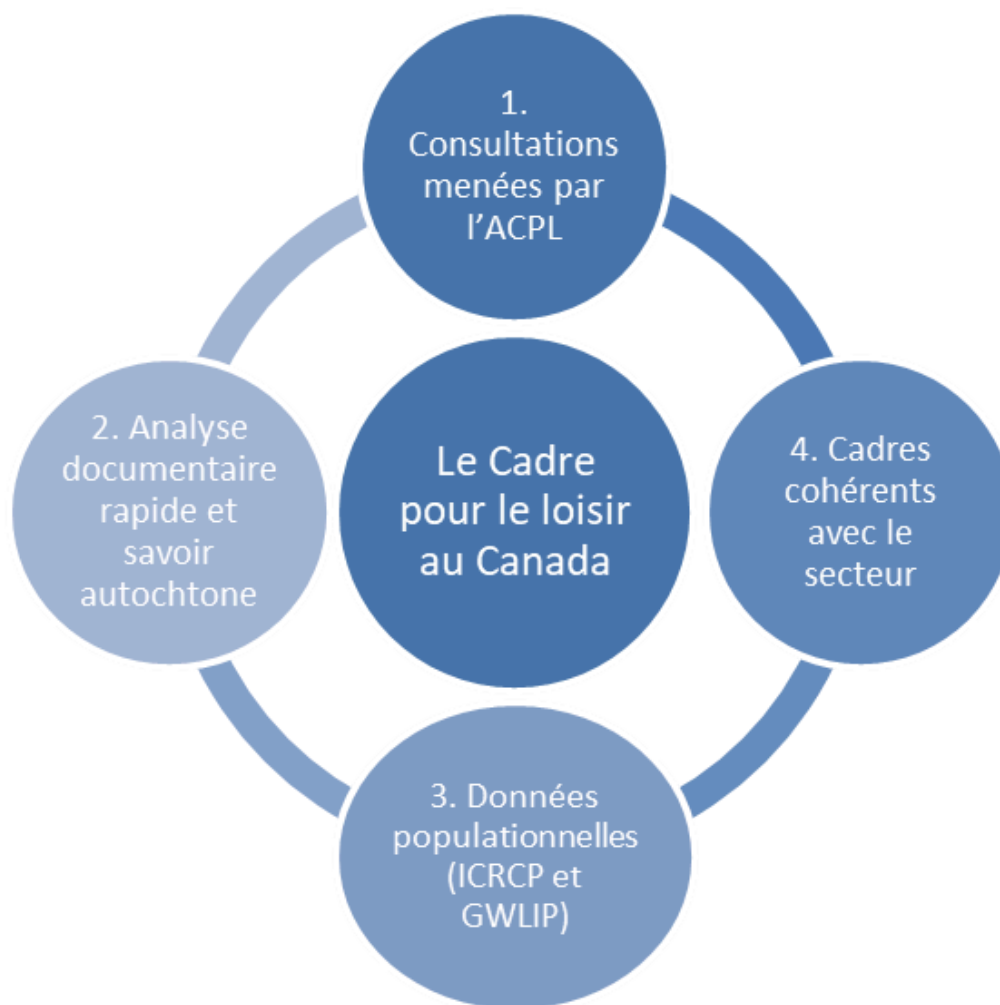 1.
Consultations
menées par
l’ACPL
2. Analyse
documentaire
rapide et
savoir
autochtone
Le Cadre
pour le loisir
au Canada
4. Cadres
cohérents
avec le
secteur
3. Données
populationnelles
(ICRCP et
GWLIP)